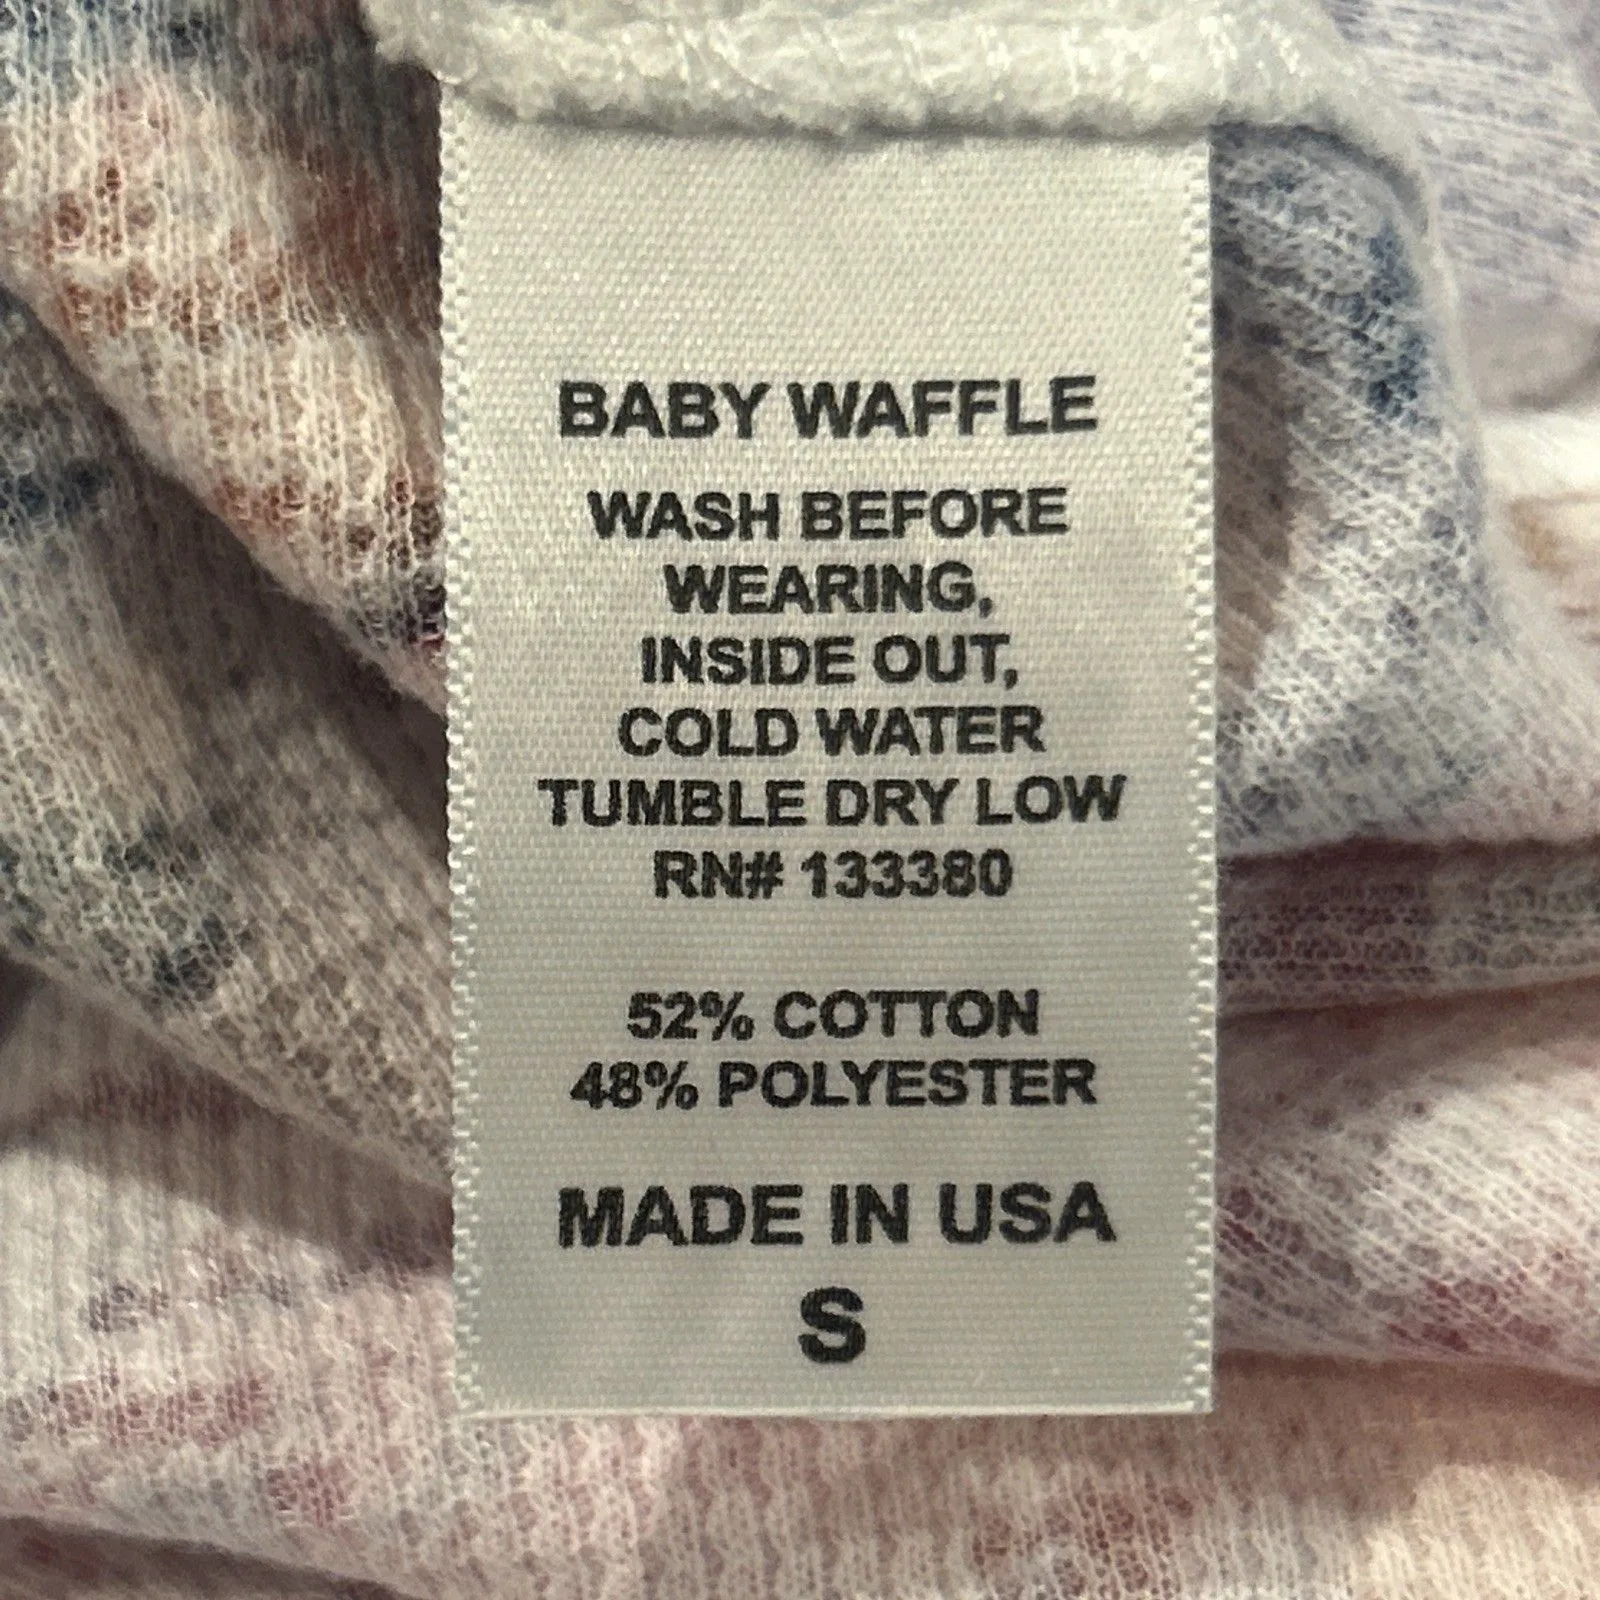 BABY WAFFLE
WASH BEFORE
WEARING,
INSIDE OUT,
COLD WATER
TUMBLE DRY LOW
RN# 133380
52% COTTON
48% POLYESTER
MADE IN USA
S